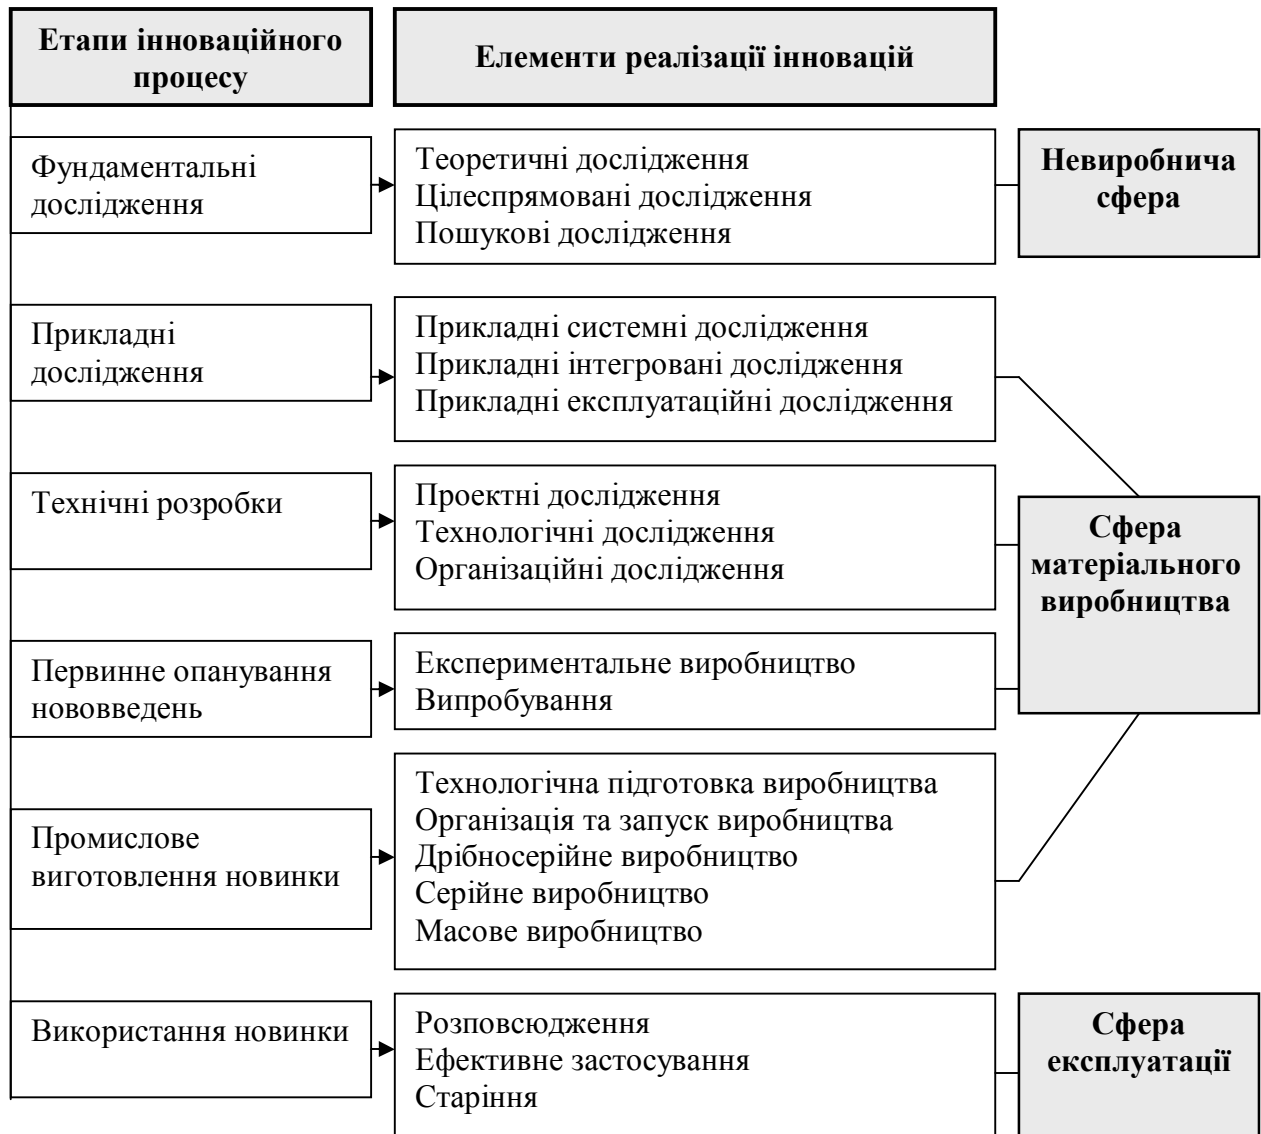 Етапи інноваційного
процесу
Елементи реалізації інновацій
Фундаментальні
дослідження
Теоретичні дослідження
Цілеспрямовані дослідження
Пошукові дослідження
Невиробнича
сфера
Прикладні
дослідження
Прикладні системні дослідження
Прикладні інтегровані дослідження
Прикладні експлуатаційні дослідження
Технічні розробки
Проектні дослідження
Технологічні дослідження
Організаційні дослідження
Сфера
матеріального
виробництва
Первинне опанування
нововведень
Експериментальне виробництво
Випробування
Промислове
виготовлення новинки
Технологічна підготовка виробництва
Організація та запуск виробництва
Дрібносерійне виробництво
Серійне виробництво
Масове виробництво
Використання новинки
Розповсюдження
Ефективне застосування
Старіння
Сфера
експлуатації